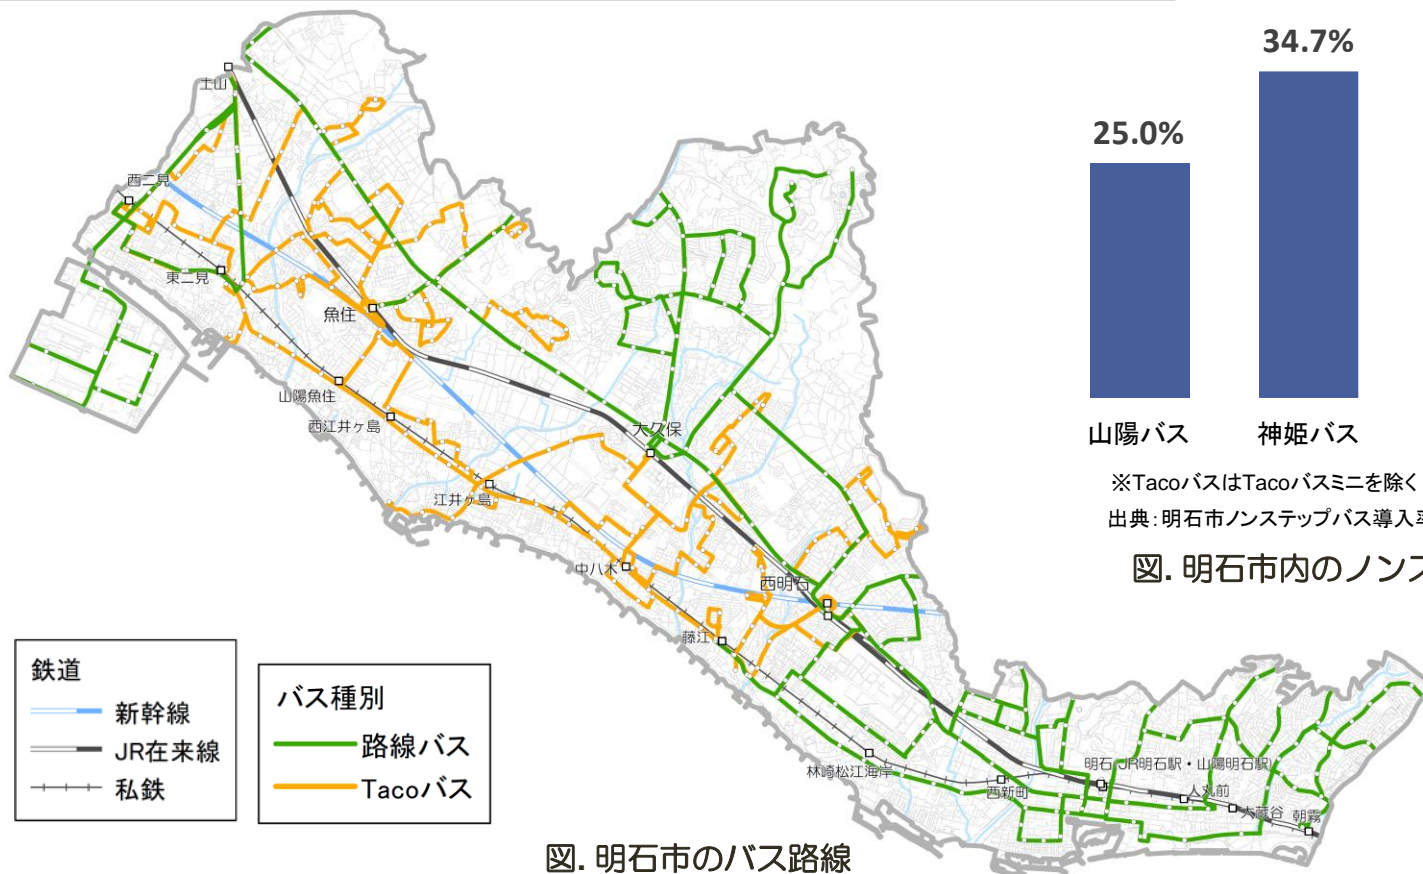 土山
西二見
東二見
魚住
山陽魚住
西江井ヶ島
江井ヶ島
大久保
中八木
西明石
藤江
林崎松江海岸
西新町
明石(JR明石駅・山陽明石駅)
人丸前
大蔵谷
朝霧
鉄道
新幹線
JR在来線
私鉄
バス種別
路線バス
Tacoバス
図. 明石市のバス路線
34.7%
25.0%
山陽バス
神姫バス
※TacoバスはTacoバスミニを除く
出典：明石市ノンステップバス導入率
図. 明石市内のノンス